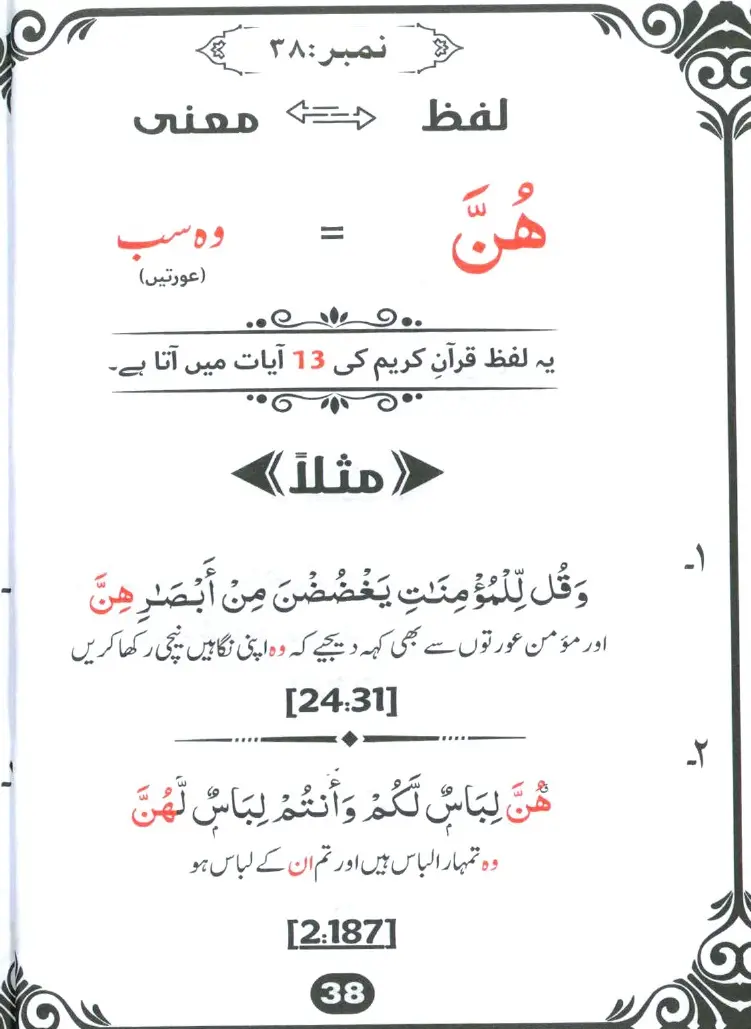 نمبر:۳۸
لفظ ⇐⇒ معنی
هُنَّ = وہ سب
(عورتیں)
یہ لفظ قرآنِ کریم کی 13 آیات میں آتا ہے۔
مثلاً
۱۔
وَقُل لِّلْمُؤْمِنَٰتِ يَغْضُضْنَ مِنْ أَبْصَٰرِ هِنَّ
اور مؤمن عورتوں سے بھی کہہ دیجیے کہ وہ اپنی نگاہیں نیچی رکھا کریں
[24:31]
۲۔
هُنَّ لِبَاسٌ لَّكُمْ وَأَنتُمْ لِبَاسٌ لَّهُنَّ
وہ تمہارا لباس ہیں اور تم ان کے لباس ہو
[2:187]
38